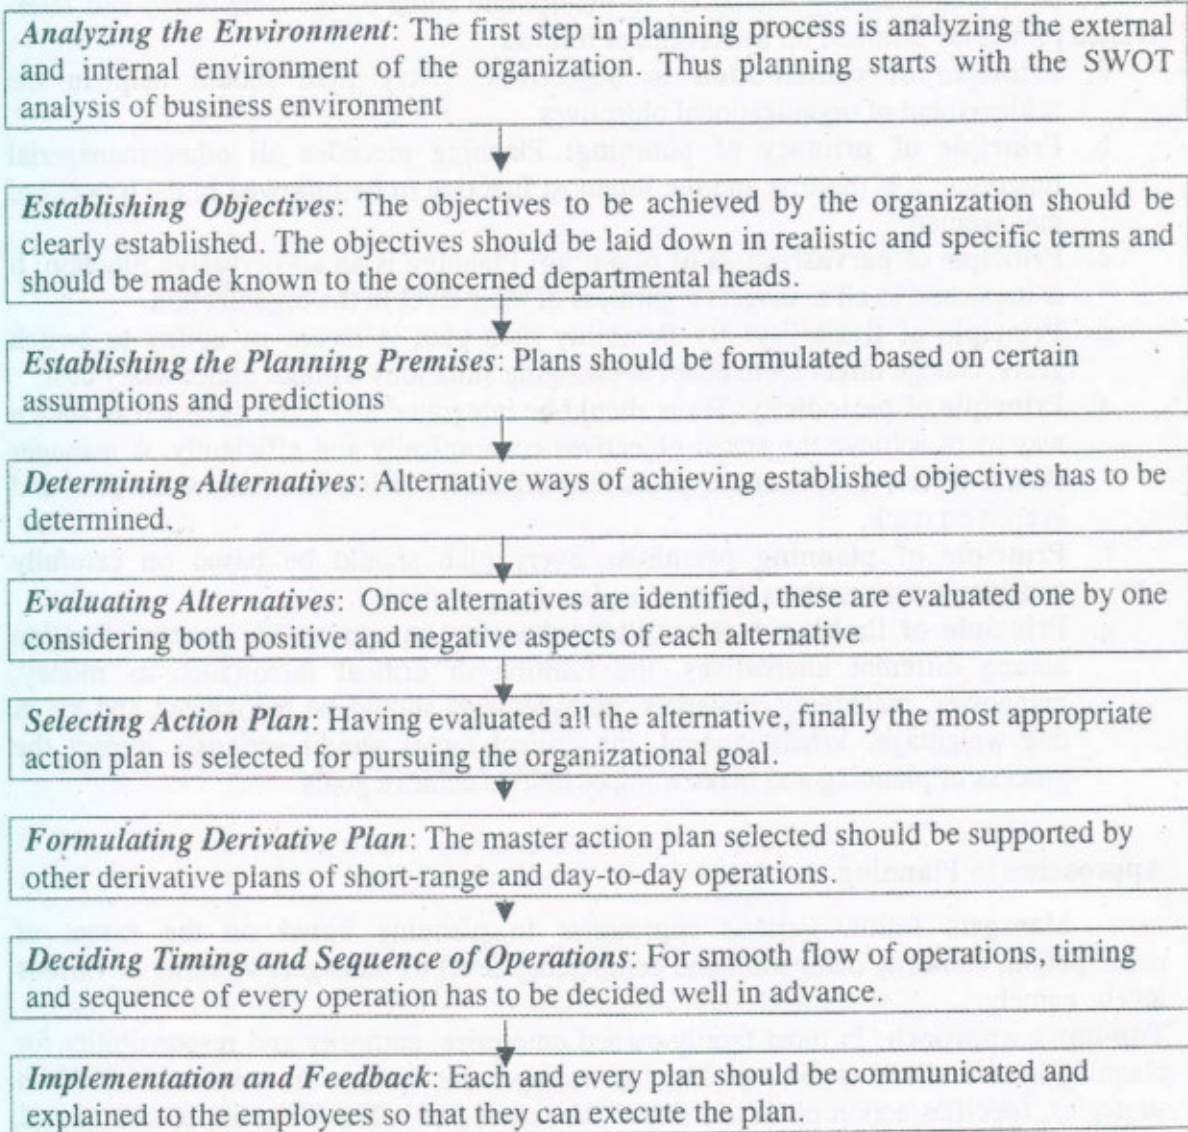 Analyzing the Environment: The first step in planning process is analyzing the external
and internal environment of the organization. Thus planning starts with the SWOT
analysis of business environment
Establishing Objectives: The objectives to be achieved by the organization should be
clearly established. The objectives should be laid down in realistic and specific terms and
should be made known to the concerned departmental heads.
Establishing the Planning Premises: Plans should be formulated based on certain
assumptions and predictions
Determining Alternatives: Alternative ways of achieving established objectives has to be
determined.
Evaluating Alternatives: Once alternatives are identified, these are evaluated one by one
considering both positive and negative aspects of each alternative
Selecting Action Plan: Having evaluated all the alternative, finally the most appropriate
action plan is selected for pursuing the organizational goal.
Formulating Derivative Plan: The master action plan selected should be supported by
other derivative plans of short-range and day-to-day operations.
Deciding Timing and Sequence of Operations: For smooth flow of operations, timing
and sequence of every operation has to be decided well in advance.
Implementation and Feedback: Each and every plan should be communicated and
explained to the employees so that they can execute the plan.